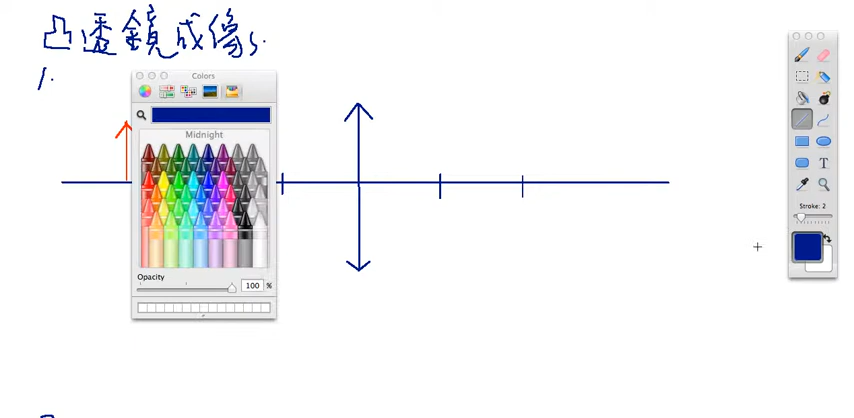 凸透鏡成像:
1.
Colors
Midnight
Opacity
100 %
T
Stroke: 2